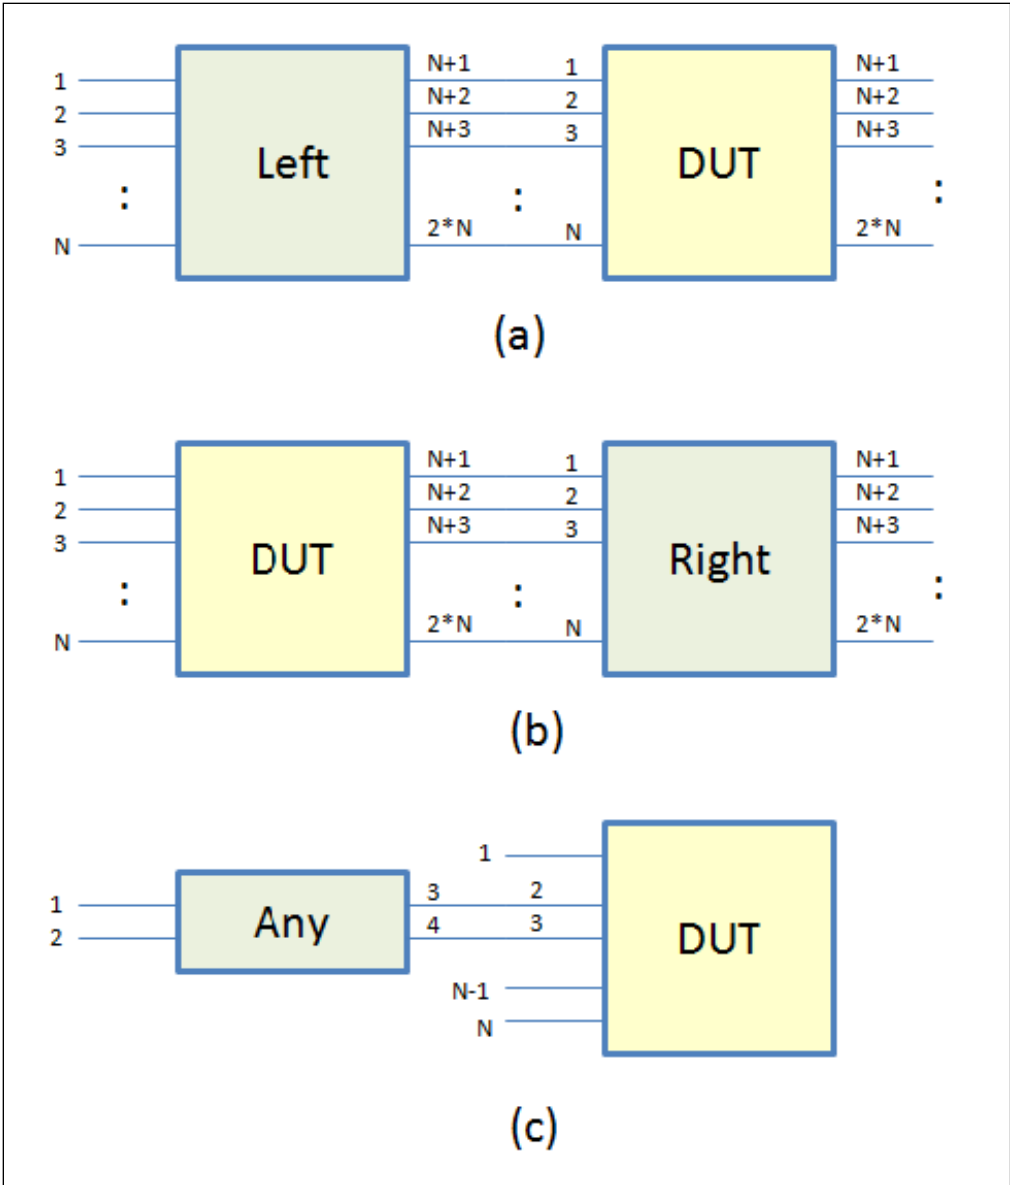 N+1 N+1
1 1
N+2 N+2
2 2
N+3 N+3
3 3
Left DUT
: : :
2*N 2*N
N N
(a)
N+1 N+1
1 1
N+2 N+2
2 2
N+3 N+3
3 3
DUT Right
: : :
2*N 2*N
N N
(b)
1
3 2
1
Any
4 3
2
DUT
N-1
N
(c)